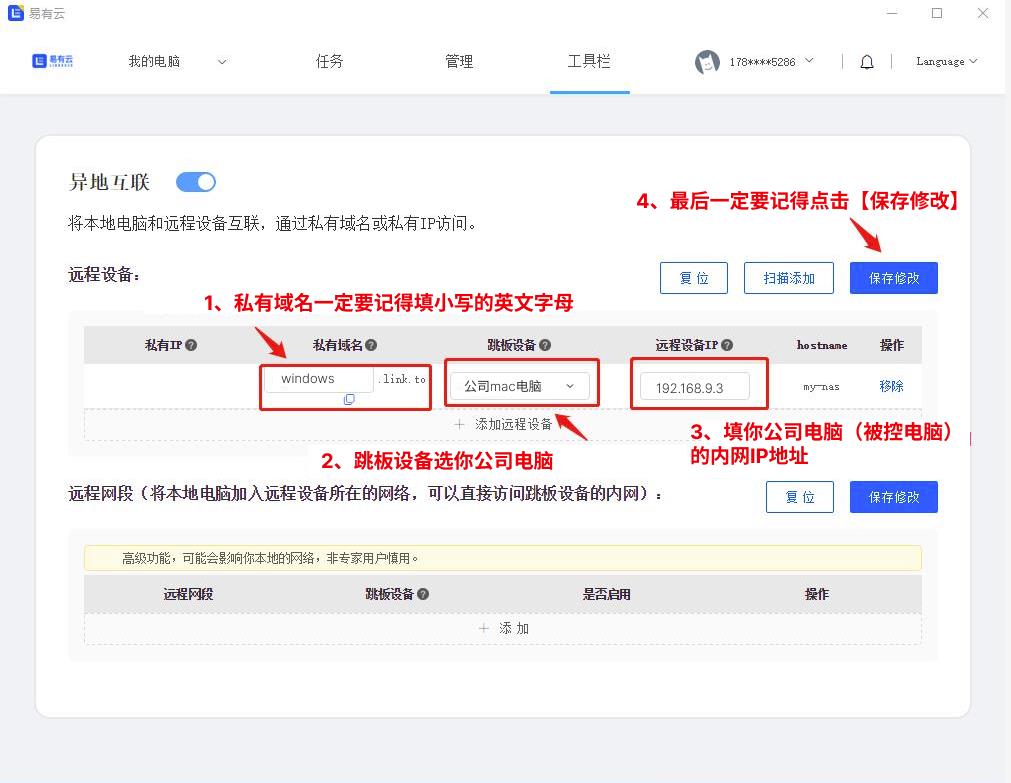 易有云
易有云
我的电脑
任务
管理
工具栏
178****5286
Language
异地互联
4、最后一定要记得点击【保存修改】
将本地电脑和远程设备互联，通过私有域名或私有IP访问。
远程设备：
复 位
扫描添加
保存修改
1、私有域名一定要记得填小写的英文字母
私有IP
私有域名
跳板设备
远程设备IP
hostname
操作
windows
.link.to
公司mac电脑
192.168.9.3
my-nas
移除
＋ 添加远程设备
3、填你公司电脑（被控电脑）
的内网IP地址
2、跳板设备选你公司电脑
远程网段（将本地电脑加入远程设备所在的网络，可以直接访问跳板设备的内网）：
复 位
保存修改
高级功能，可能会影响你本地的网络，非专家用户慎用。
远程网段
跳板设备
是否启用
操作
＋ 添 加